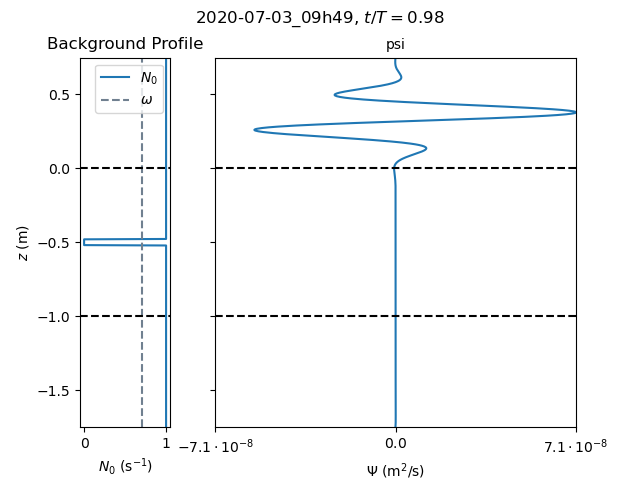 2020-07-03_09h49, t/T = 0.98
Background Profile
psi
N₀
ω
0.5
0.0
−0.5
−1.0
−1.5
z (m)
0
1
N₀ (s⁻¹)
−7.1 · 10⁻⁸
0.0
7.1 · 10⁻⁸
Ψ (m²/s)